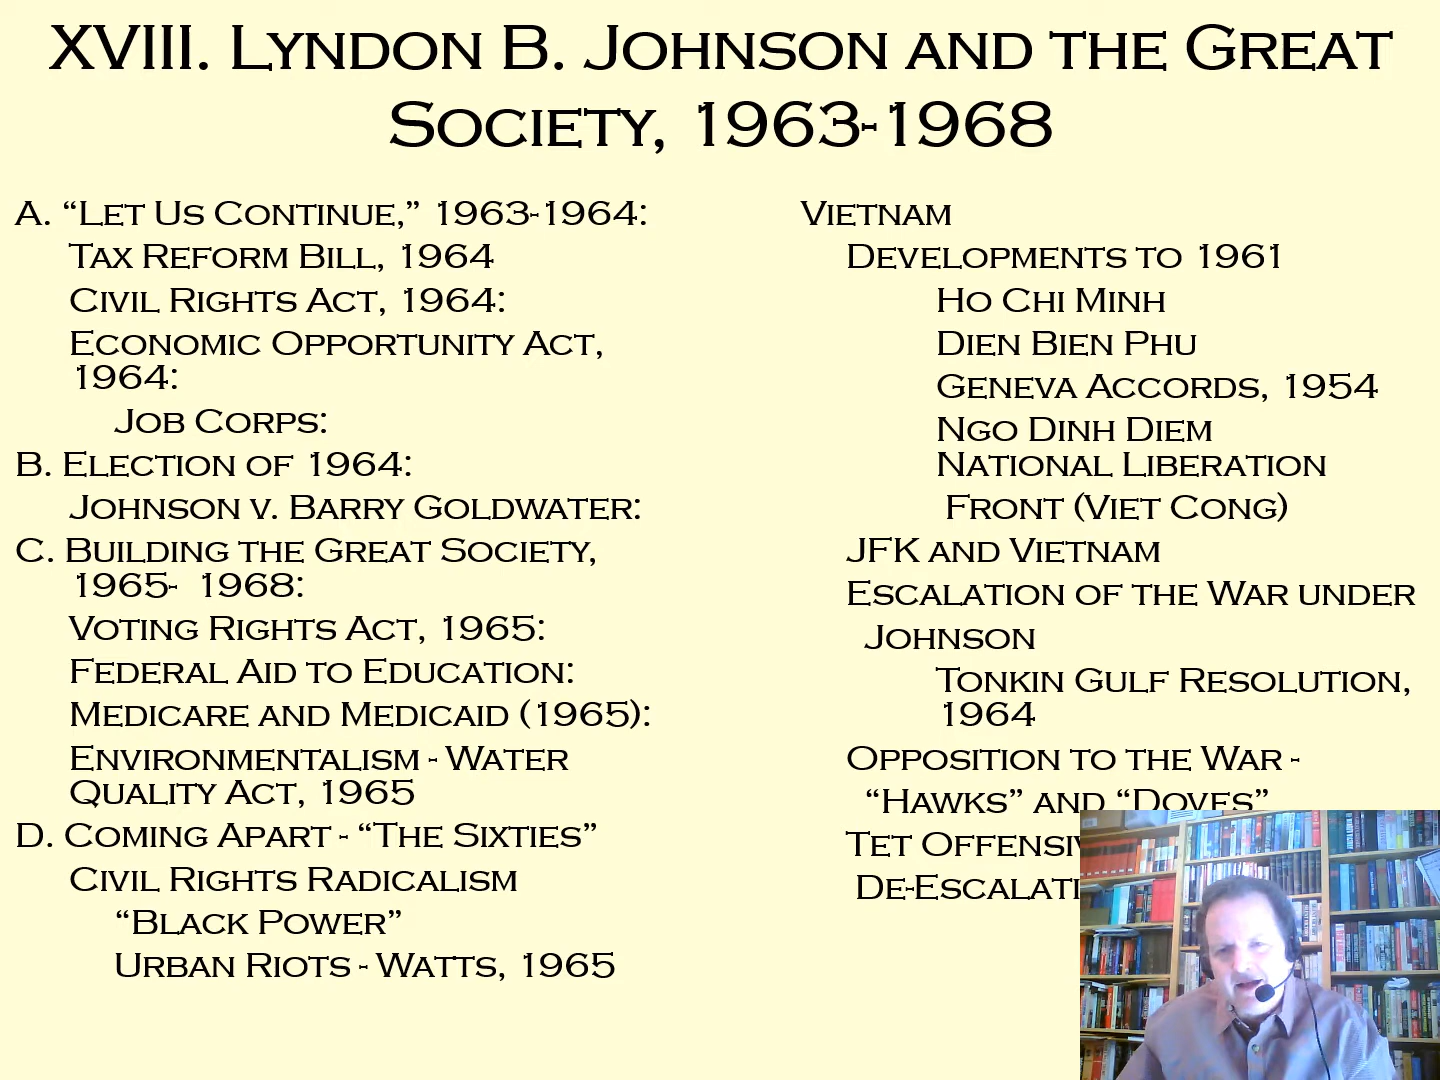 XVIII. Lyndon B. Johnson and the Great
Society, 1963-1968
A. “Let Us Continue,” 1963-1964:
Tax Reform Bill, 1964
Civil Rights Act, 1964:
Economic Opportunity Act,
1964:
Job Corps:
B. Election of 1964:
Johnson v. Barry Goldwater:
C. Building the Great Society,
1965- 1968:
Voting Rights Act, 1965:
Federal Aid to Education:
Medicare and Medicaid (1965):
Environmentalism - Water
Quality Act, 1965
D. Coming Apart - “The Sixties”
Civil Rights Radicalism
“Black Power”
Urban Riots - Watts, 1965
Vietnam
Developments to 1961
Ho Chi Minh
Dien Bien Phu
Geneva Accords, 1954
Ngo Dinh Diem
National Liberation
Front (Viet Cong)
JFK and Vietnam
Escalation of the War under
Johnson
Tonkin Gulf Resolution,
1964
Opposition to the War -
“Hawks” and “Doves”
Tet